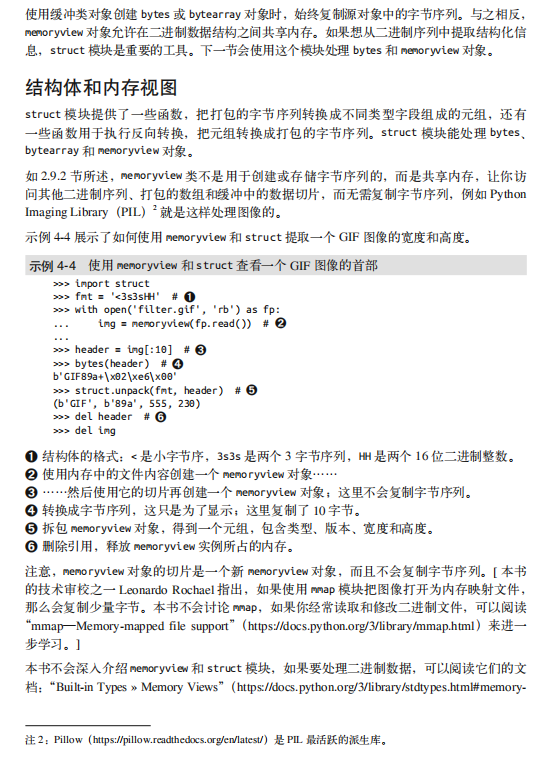 使用缓冲类对象创建 bytes 或 bytearray 对象时，始终复制源对象中的字节序列。与之相反，
memoryview 对象允许在二进制数据结构之间共享内存。如果想从二进制序列中提取结构化信
息，struct 模块是重要的工具。下一节会使用这个模块处理 bytes 和 memoryview 对象。
结构体和内存视图
struct 模块提供了一些函数，把打包的字节序列转换成不同类型字段组成的元组，还有
一些函数用于执行反向转换，把元组转换成打包的字节序列。struct 模块能处理 bytes、
bytearray 和 memoryview 对象。
如 2.9.2 节所述，memoryview 类不是用于创建或存储字节序列的，而是共享内存，让你访
问其他二进制序列、打包的数组和缓冲中的数据切片，而无需复制字节序列，例如 Python
Imaging Library（PIL）2 就是这样处理图像的。
示例 4-4 展示了如何使用 memoryview 和 struct 提取一个 GIF 图像的宽度和高度。
示例 4-4 使用 memoryview 和 struct 查看一个 GIF 图像的首部
>>> import struct
>>> fmt = '<3s3sHH' # ❶
>>> with open('filter.gif', 'rb') as fp:
...     img = memoryview(fp.read()) # ❷
...
>>> header = img[:10] # ❸
>>> bytes(header) # ❹
b'GIF89a+\x02\xe6\x00'
>>> struct.unpack(fmt, header) # ❺
(b'GIF', b'89a', 555, 230)
>>> del header # ❻
>>> del img
❶ 结构体的格式：< 是小字节序，3s3s 是两个 3 字节序列，HH 是两个 16 位二进制整数。
❷ 使用内存中的文件内容创建一个 memoryview 对象……
❸ ……然后使用它的切片再创建一个 memoryview 对象；这里不会复制字节序列。
❹ 转换成字节序列，这只是为了显示；这里复制了 10 字节。
❺ 拆包 memoryview 对象，得到一个元组，包含类型、版本、宽度和高度。
❻ 删除引用，释放 memoryview 实例所占的内存。
注意，memoryview 对象的切片是一个新 memoryview 对象，而且不会复制字节序列。[ 本书
的技术审校之一 Leonardo Rochael 指出，如果使用 mmap 模块把图像打开为内存映射文件，
那么会复制少量字节。本书不会讨论 mmap，如果你经常读取和修改二进制文件，可以阅读
“mmap—Memory-mapped file support”（https://docs.python.org/3/library/mmap.html）来进一
步学习。]
本书不会深入介绍 memoryview 和 struct 模块，如果要处理二进制数据，可以阅读它们的文
档：“Built-in Types » Memory Views”（https://docs.python.org/3/library/stdtypes.html#memory-
注 2：Pillow（https://pillow.readthedocs.org/en/latest/）是 PIL 最活跃的派生库。